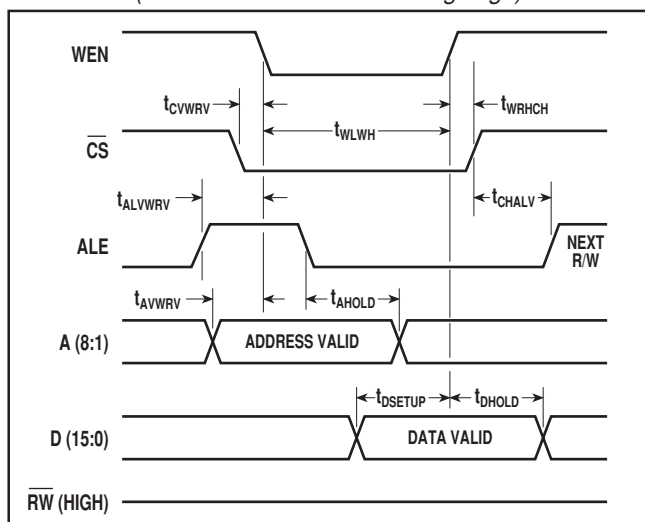 WEN
tCVWRV
tWLWH
tWRHCH
CS
tCHALV
tALVWRV
ALE
NEXT
R/W
tAVWRV
tAHOLD
A (8:1)
ADDRESS VALID
tDSETUP
tDHOLD
D (15:0)
DATA VALID
RW (HIGH)